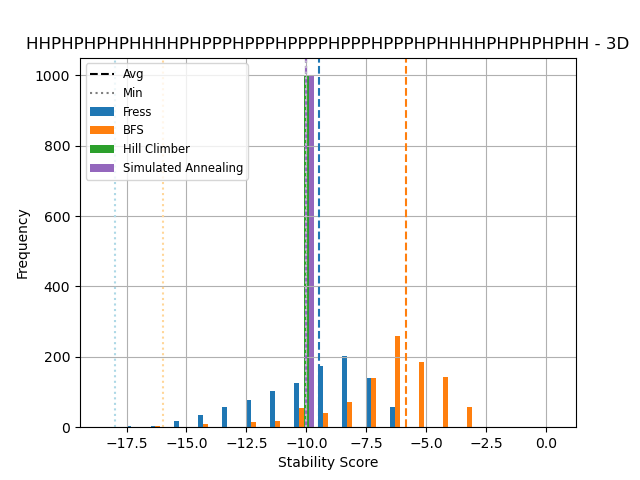 HHPHPHPHPHHHHPHPPPHPPPHPPPPHPPPHPPPHPHHHHPHPHPHPHH - 3D
1000
800
600
400
200
0
Frequency
Avg
Min
Fress
BFS
Hill Climber
Simulated Annealing
−17.5 −15.0 −12.5 −10.0 −7.5 −5.0 −2.5 0.0
Stability Score